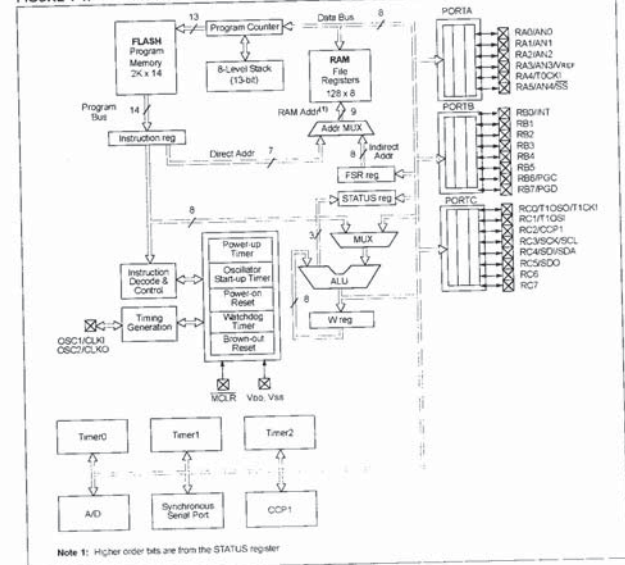 13
Program Counter
Data Bus
8
PORTA
FLASH
Program
Memory
2K x 14
8-Level Stack
(13-bit)
RAM
File
Registers
128 x 8
RA0/AN0
RA1/AN1
RA2/AN2
RA3/AN3/VREF
RA4/T0CKI
RA5/AN4/SS
Program
Bus
14
RAM Addr(1)
9
PORTB
Addr MUX
Instruction reg
Direct Addr
7
8
Indirect
Addr
FSR reg
RB0/INT
RB1
RB2
RB3
RB4
RB5
RB6/PGC
RB7/PGD
STATUS reg
PORTC
8
3
MUX
RC0/T1OSO/T1CKI
RC1/T1OSI
RC2/CCP1
RC3/SCK/SCL
RC4/SDI/SDA
RC5/SDO
RC6
RC7
Power-up
Timer
Oscillator
Start-up Timer
Power-on
Reset
Watchdog
Timer
Brown-out
Reset
Instruction
Decode &
Control
ALU
8
Timing
Generation
W reg
OSC1/CLKI
OSC2/CLKO
MCLR
VDD, VSS
Timer0
Timer1
Timer2
A/D
Synchronous
Serial Port
CCP1
Note 1: Higher order bits are from the STATUS register